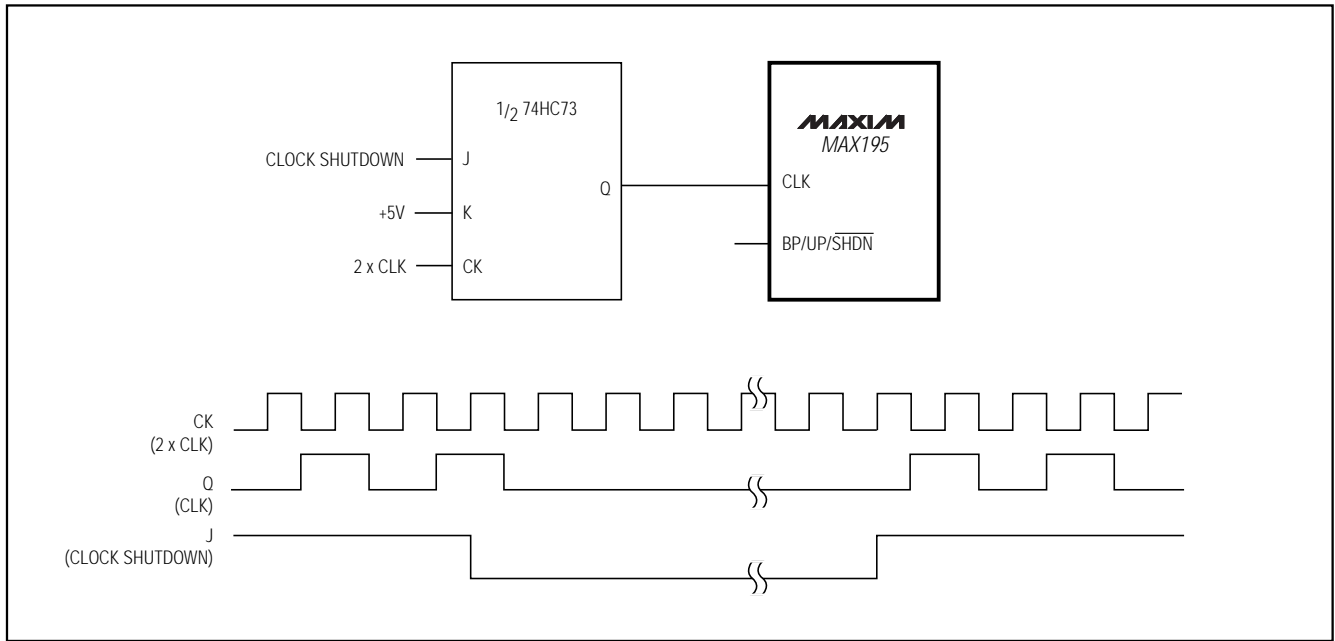 1/2 74HC73
MAXIM
MAX195
CLOCK SHUTDOWN
J
Q
CLK
+5V
K
BP/UP/SHDN
2 x CLK
CK
CK
(2 x CLK)
Q
(CLK)
J
(CLOCK SHUTDOWN)